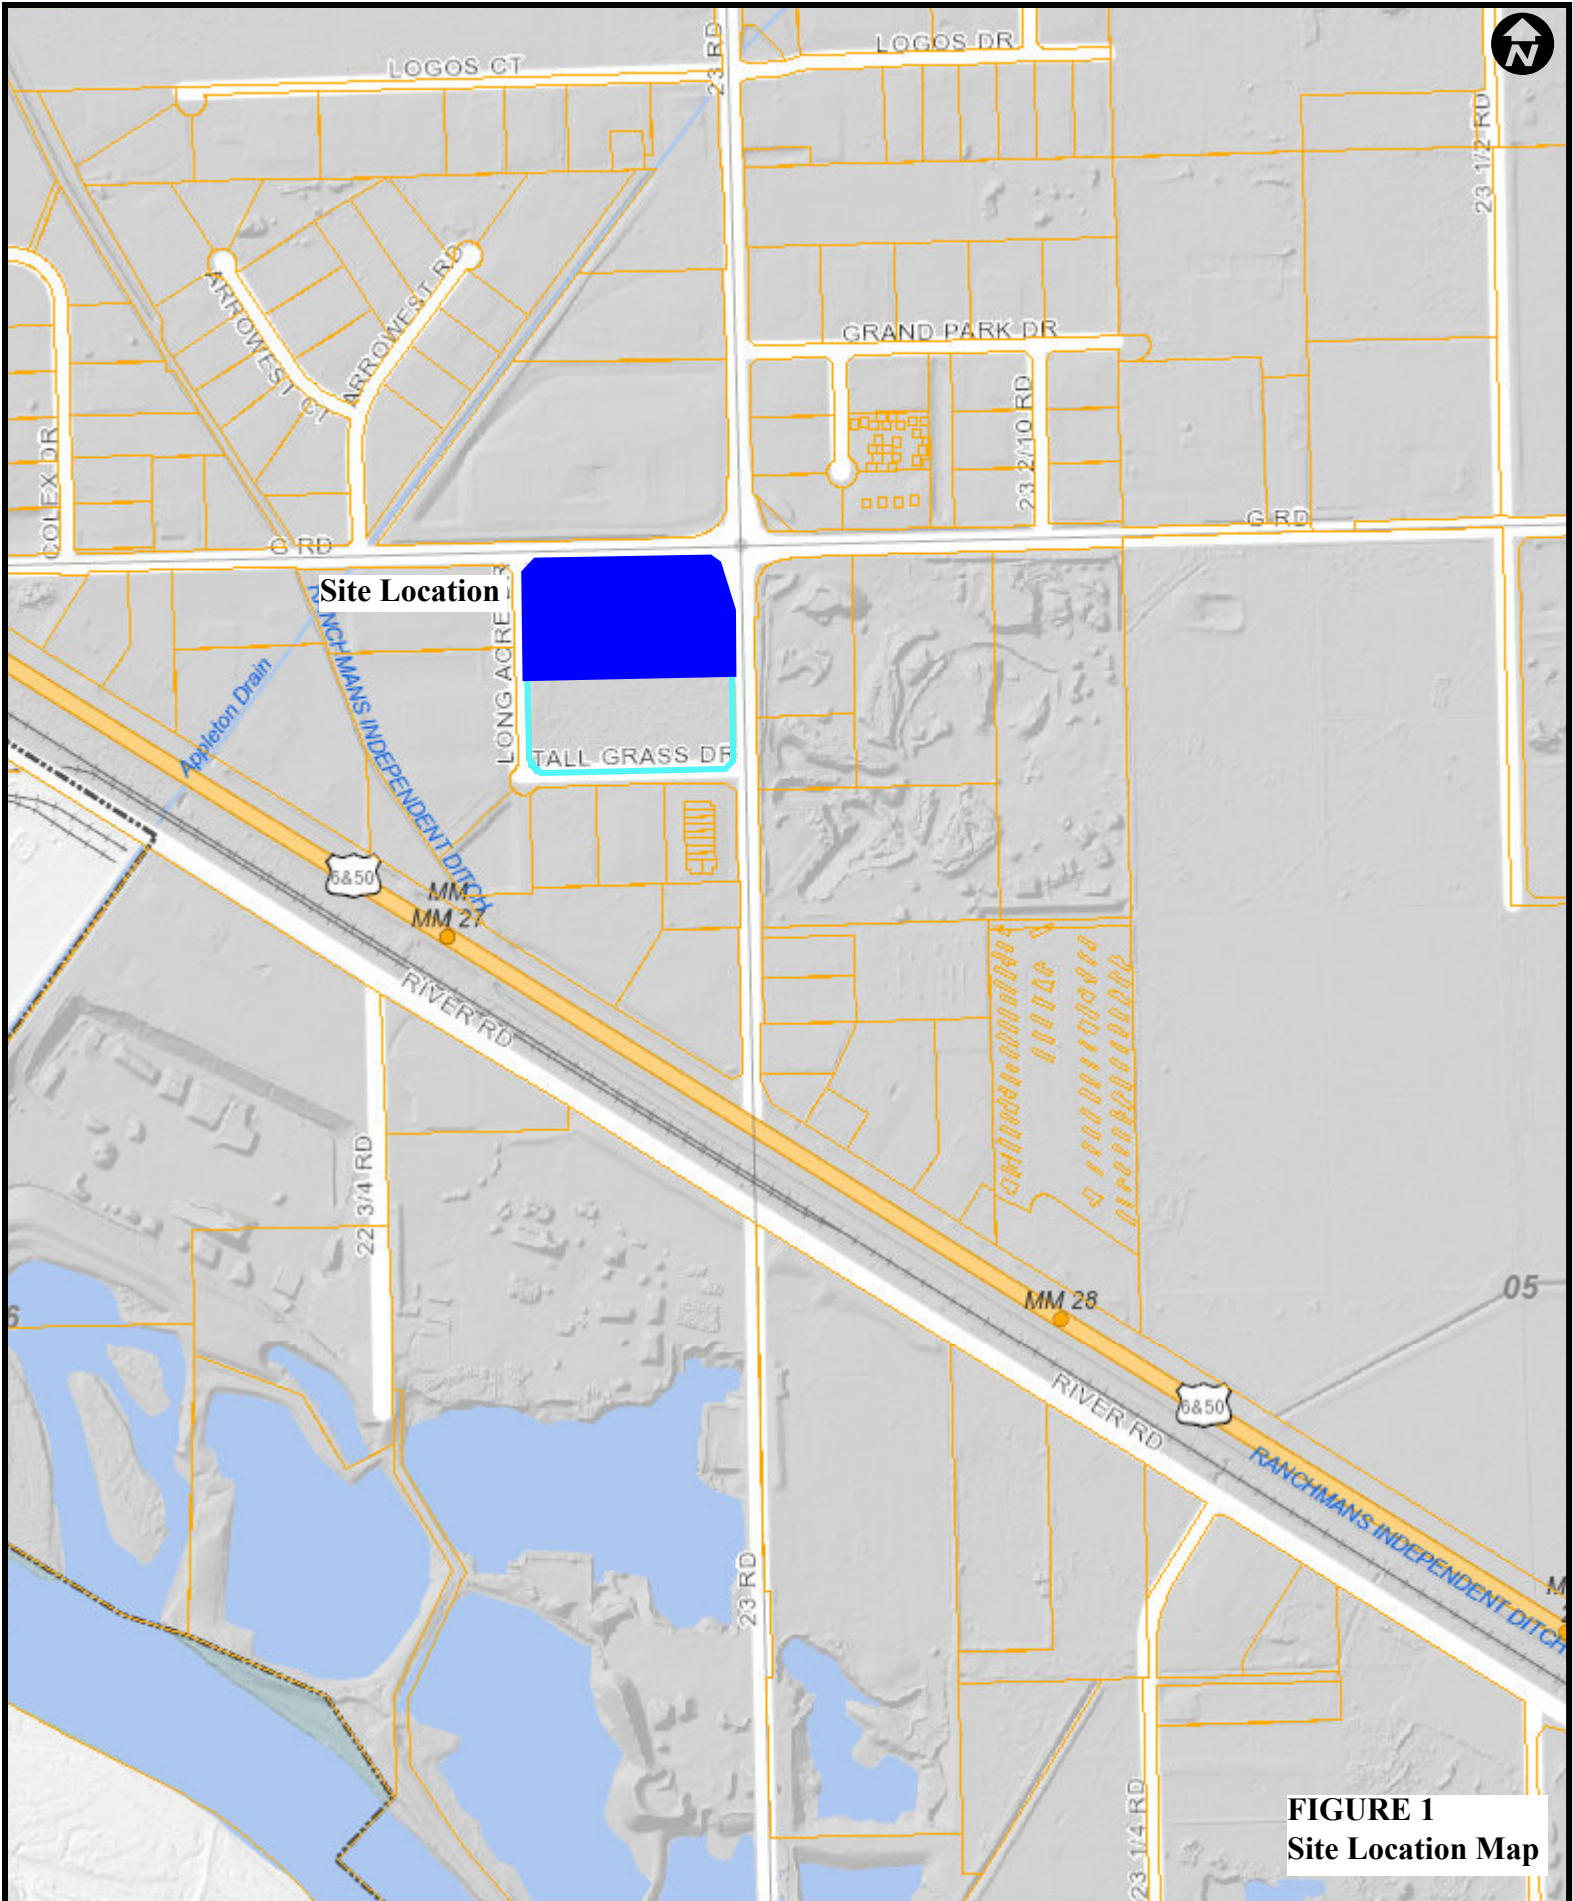 N
LOGOS CT
23 RD
LOGOS DR
23 1/2 RD
ARROWEST CT
ARROWEST RD
GRAND PARK DR
23 2/10 RD
COLEX DR
G RD
G RD
Site Location
LONG ACRE
RANCHMANS INDEPENDENT DITCH
Appleton Drain
TALL GRASS DR
6&50
MM
MM 27
RIVER RD
22 3/4 RD
05
MM 28
6
RIVER RD
6&50
RANCHMANS INDEPENDENT DITCH
M
23 RD
23 1/4 RD
FIGURE 1
Site Location Map